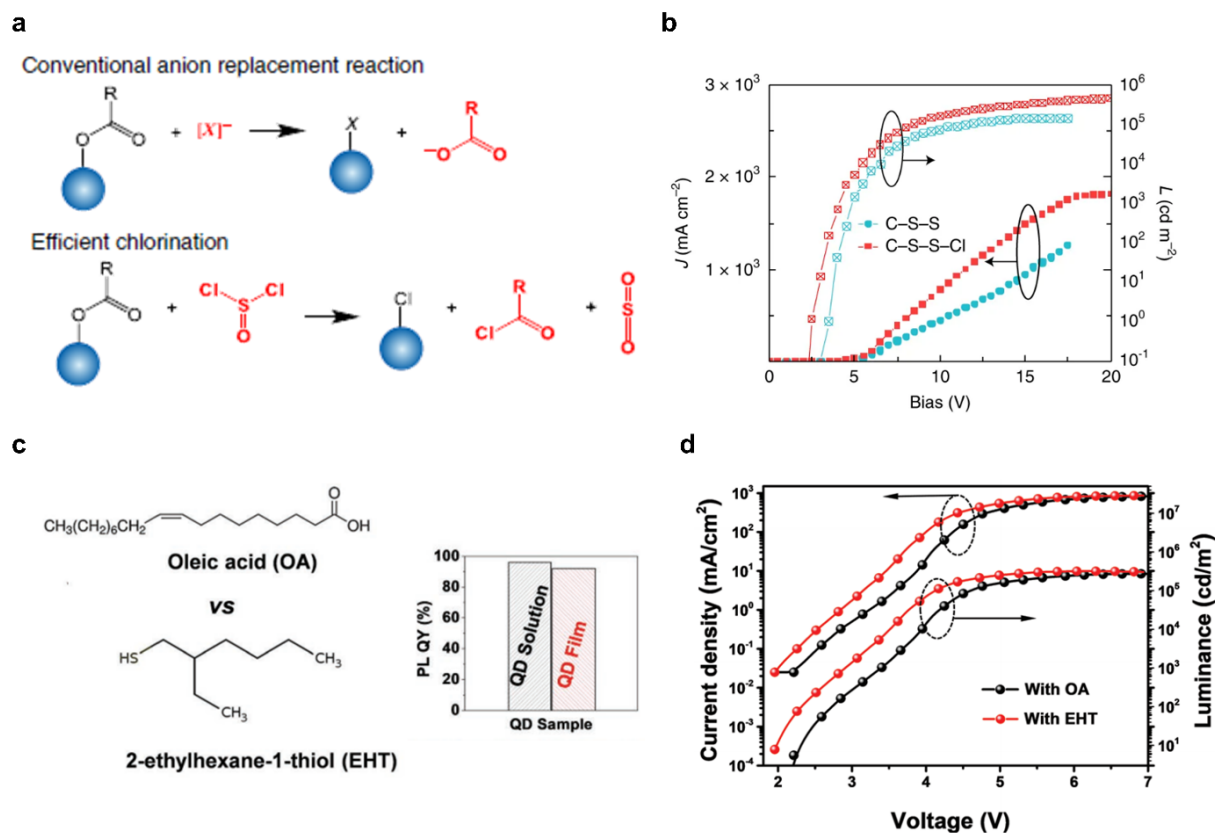 a
Conventional anion replacement reaction
R
O
O
+
[X]⁻
X
+
R
⁻O
O
Efficient chlorination
R
O
O
+
Cl
Cl
S
O
Cl
+
R
Cl
O
+
O
S
O
b
3 × 10³
2 × 10³
1 × 10³
J (mA cm⁻²)
10⁶
10⁵
10⁴
10³
10²
10¹
10⁰
10⁻¹
L (cd m⁻²)
C–S–S
C–S–S–Cl
0 5 10 15 20
Bias (V)
c
CH₃(CH₂)₆CH₂
O
OH
Oleic acid (OA)
vs
HS
CH₃
CH₃
2-ethylhexane-1-thiol (EHT)
100
80
60
40
20
0
PL QY (%)
QD Solution
QD Film
QD Sample
d
10³
10²
10¹
10⁰
10⁻¹
10⁻²
10⁻³
10⁻⁴
Current density (mA/cm²)
10⁷
10⁶
10⁵
10⁴
10³
10²
10¹
Luminance (cd/m²)
With OA
With EHT
2 3 4 5 6 7
Voltage (V)